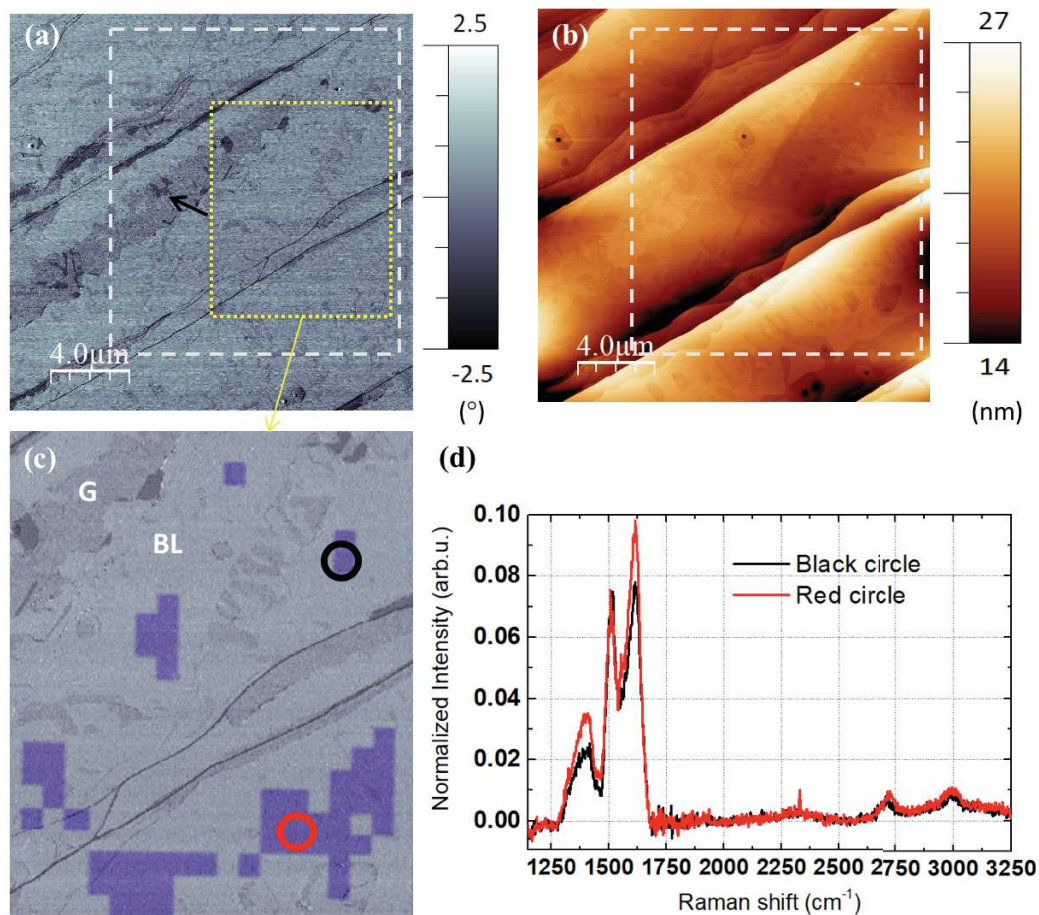 (a)
2.5
-2.5
(°)
4.0µm
(b)
27
14
(nm)
4.0µm
(c)
G
BL
(d)
Normalized Intensity (arb.u.)
0.10
0.08
0.06
0.04
0.02
0.00
Black circle
Red circle
1250 1500 1750 2000 2250 2500 2750 3000 3250
Raman shift (cm⁻¹)